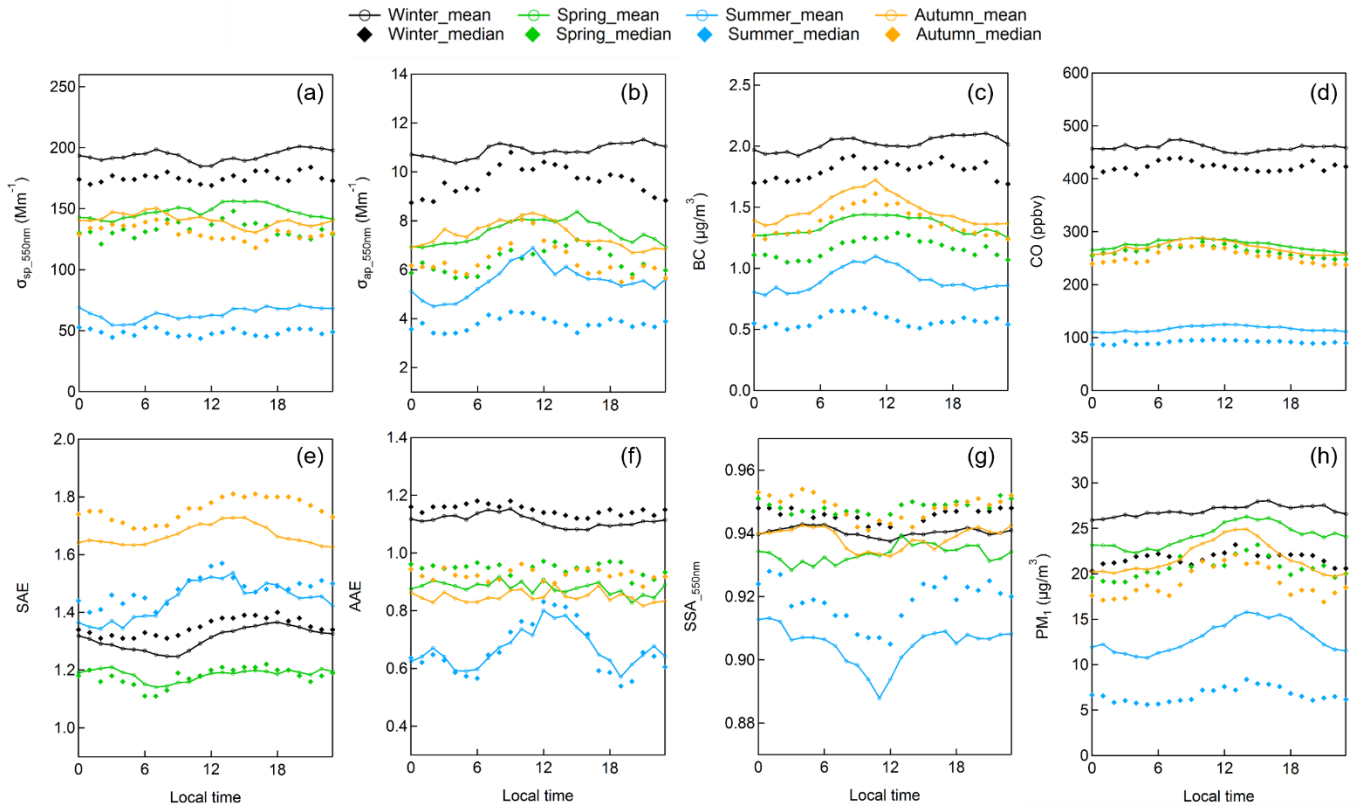 Winter_mean Spring_mean Summer_mean Autumn_mean
Winter_median Spring_median Summer_median Autumn_median
(a) (b) (c) (d)
σsp_550nm (Mm-1)
250
200
150
100
50
0
0 6 12 18
σap_550nm (Mm-1)
14
12
10
8
6
4
2
0 6 12 18
BC (μg/m3)
2.5
2.0
1.5
1.0
0.5
0.0
0 6 12 18
CO (ppbv)
600
500
450
400
300
200
100
0
0 6 12 18
(e) (f) (g) (h)
SAE
2.0
1.8
1.6
1.4
1.2
1.0
0 6 12 18
Local time
AAE
1.4
1.2
1.0
0.8
0.6
0.4
0 6 12 18
Local time
SSA_550nm
0.96
0.94
0.92
0.90
0.88
0 6 12 18
Local time
PM1 (μg/m3)
35
30
25
20
15
10
5
0
0 6 12 18
Local time